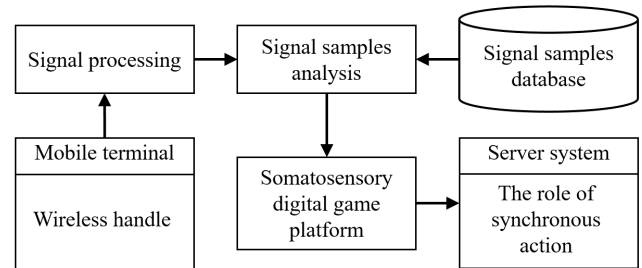 Signal processing
Signal samples
analysis
Signal samples
database
Mobile terminal
Wireless handle
Somatosensory
digital game
platform
Server system
The role of
synchronous
action